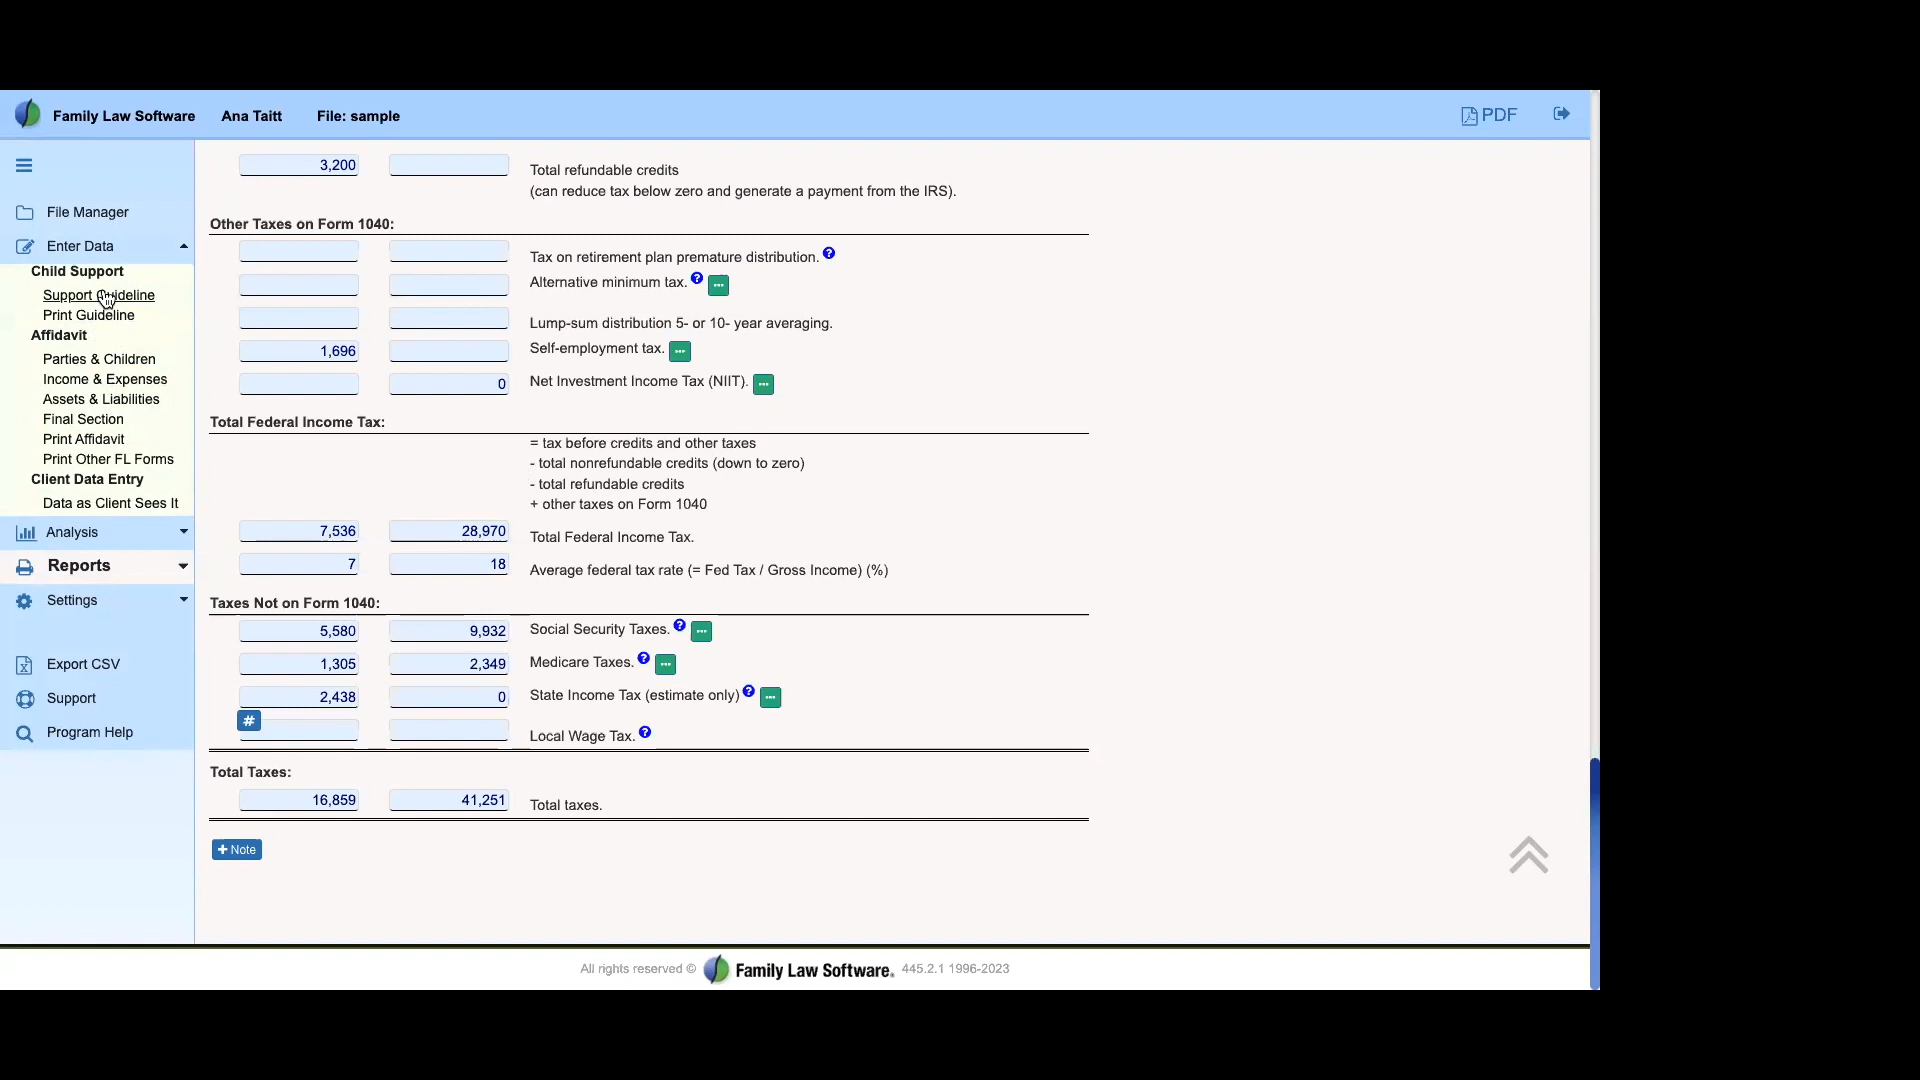 Family Law Software Ana Taitt File: sample PDF
File Manager
Enter Data
Child Support
Support Guideline
Print Guideline
Affidavit
Parties & Children
Income & Expenses
Assets & Liabilities
Final Section
Print Affidavit
Print Other FL Forms
Client Data Entry
Data as Client Sees It
Analysis
Reports
Settings
Export CSV
Support
Program Help
3,200 Total refundable credits
(can reduce tax below zero and generate a payment from the IRS).
Other Taxes on Form 1040:
Tax on retirement plan premature distribution. ?
Alternative minimum tax. ? ...
Lump-sum distribution 5- or 10- year averaging.
1,696 Self-employment tax. ...
0 Net Investment Income Tax (NIIT). ...
Total Federal Income Tax:
= tax before credits and other taxes
- total nonrefundable credits (down to zero)
- total refundable credits
+ other taxes on Form 1040
7,536 28,970 Total Federal Income Tax.
7 18 Average federal tax rate (= Fed Tax / Gross Income) (%)
Taxes Not on Form 1040:
5,580 9,932 Social Security Taxes. ? ...
1,305 2,349 Medicare Taxes. ? ...
2,438 0 State Income Tax (estimate only) ? ...
# Local Wage Tax. ?
Total Taxes:
16,859 41,251 Total taxes.
+ Note
All rights reserved © Family Law Software. 445.2.1 1996-2023